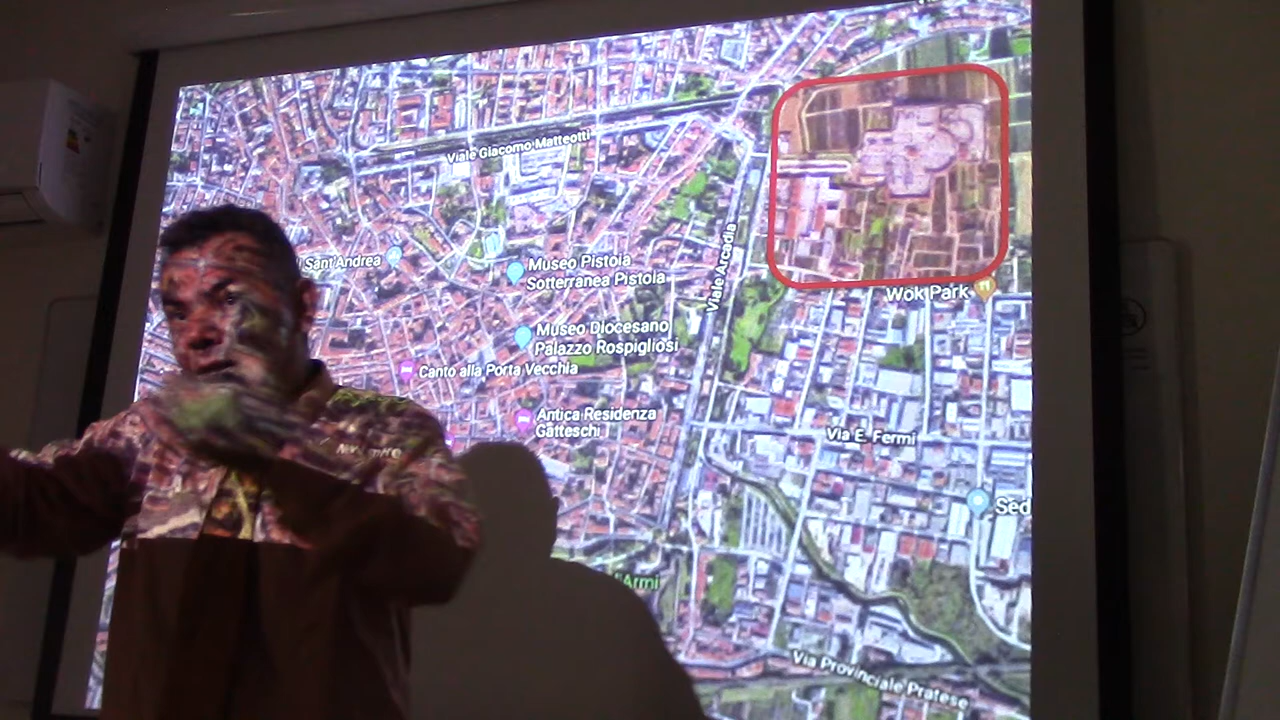 Viale Giacomo Matteotti
Sant'Andrea
Museo Pistoia
Sotterranea Pistoia
Viale Arcadia
Wok Park
Museo Diocesano
Palazzo Rospigliosi
Canto alla Porta Vecchia
Antica Residenza
Gatteschi
Via E. Fermi
Sed
d'Armi
Via Provinciale Pratese